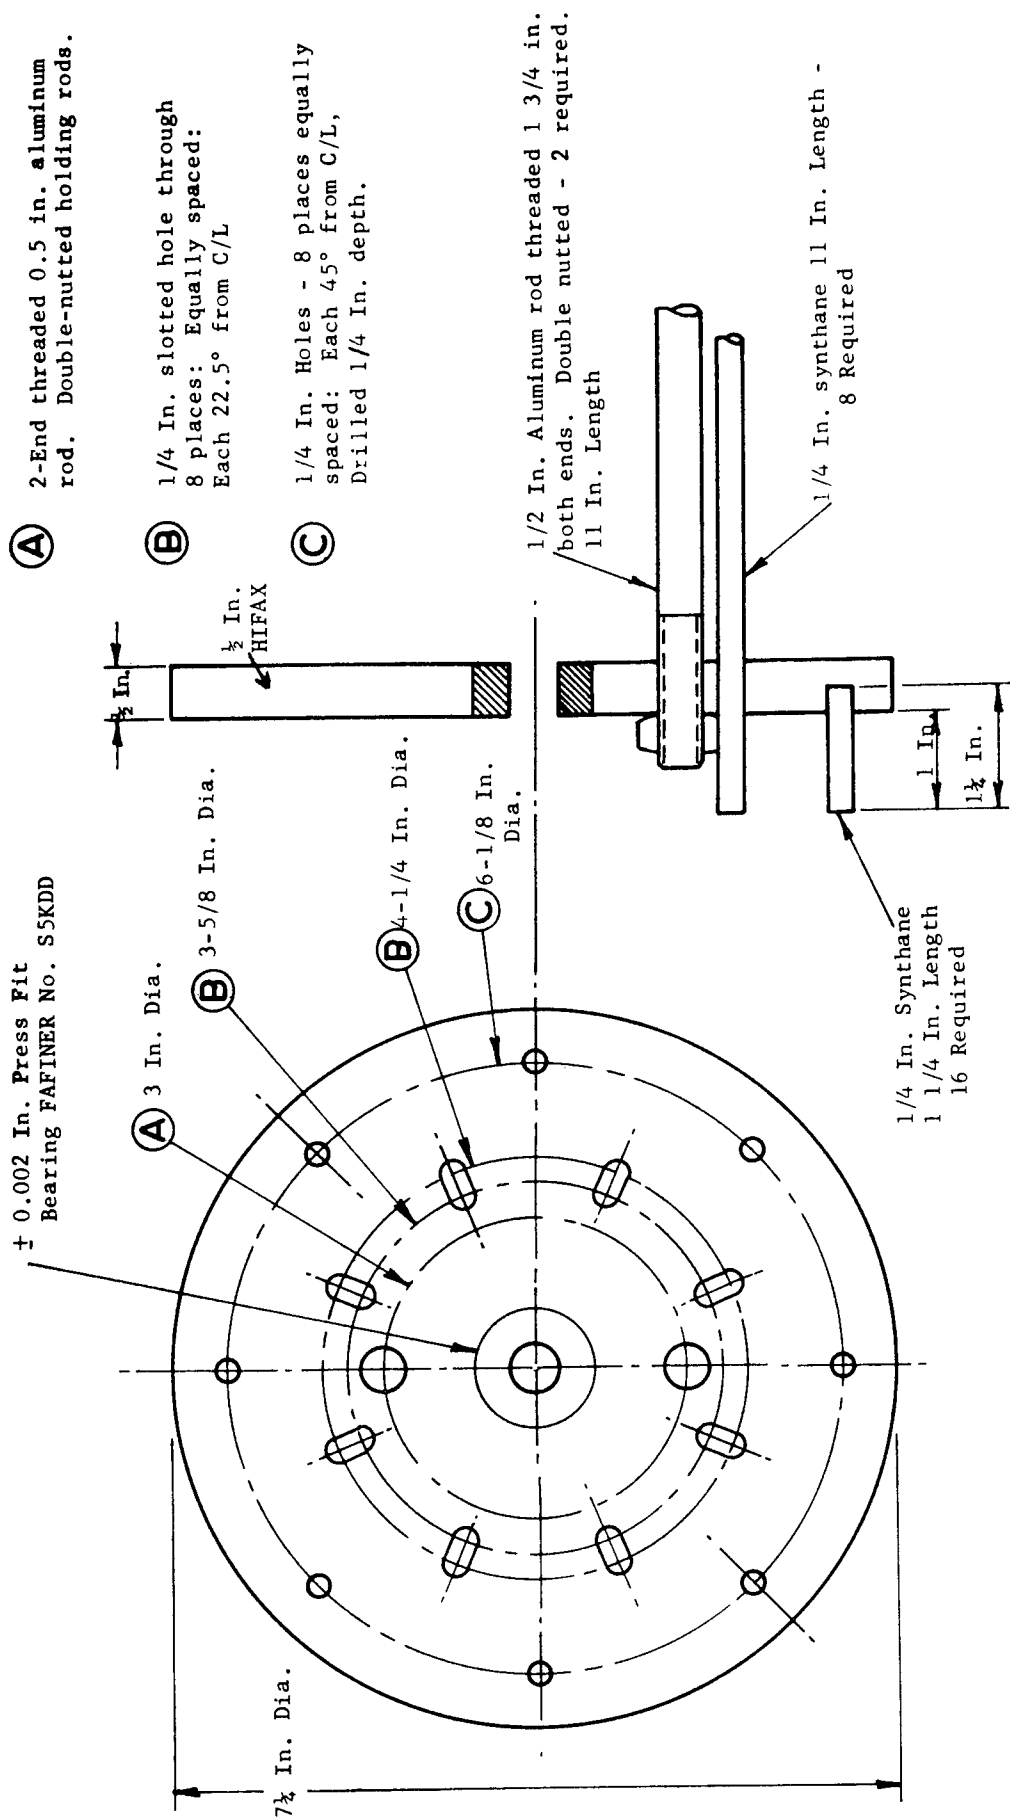 ± 0.002 In. Press Fit
Bearing FAFINER No. S5KDD
A 3 In. Dia.
B 3-5/8 In. Dia.
B 4-1/4 In. Dia.
C 6-1/8 In.
Dia.
7¼ In. Dia.
½ In.
½ In.
HIFAX
A
2-End threaded 0.5 in. aluminum
rod. Double-nutted holding rods.
B
1/4 In. slotted hole through
8 places: Equally spaced:
Each 22.5° from C/L
C
1/4 In. Holes - 8 places equally
spaced: Each 45° from C/L,
Drilled 1/4 In. depth.
1/2 In. Aluminum rod threaded 1 3/4 in.
both ends. Double nutted - 2 required.
11 In. Length
1/4 In. synthane 11 In. Length -
8 Required
1 In.
1¼ In.
1/4 In. Synthane
1 1/4 In. Length
16 Required